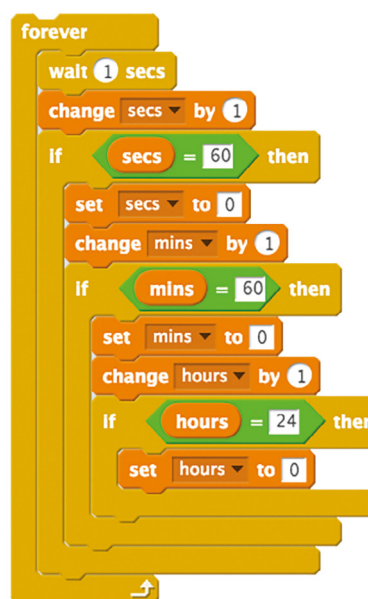 forever
wait 1 secs
change secs by 1
if secs = 60 then
set secs to 0
change mins by 1
if mins = 60 then
set mins to 0
change hours by 1
if hours = 24 then
set hours to 0